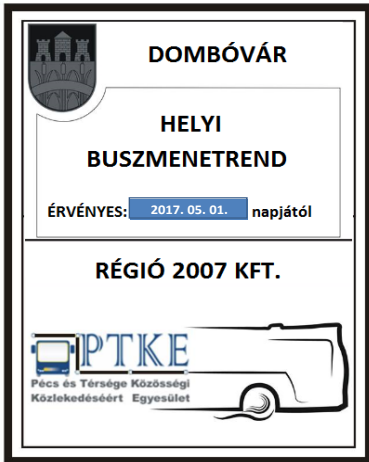 DOMBÓVÁR
HELYI
BUSZMENETREND
ÉRVÉNYES: 2017. 05. 01. napjától
RÉGIÓ 2007 KFT.
PTKE
Pécs és Térsége Közösségi
Közlekedéséért Egyesület